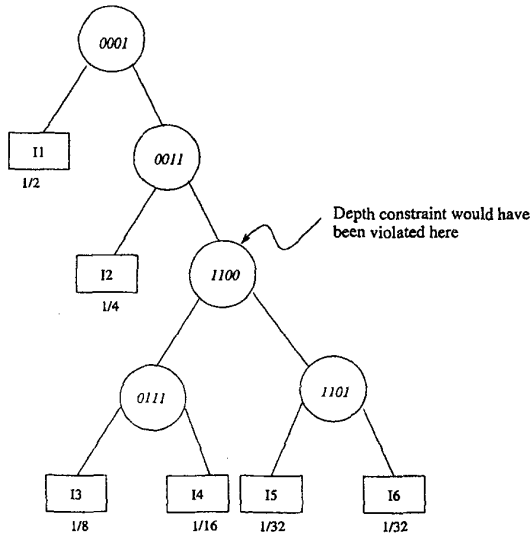 0001
I1
1/2
0011
Depth constraint would have
been violated here
I2
1/4
1100
0111
1101
I3
I4
I5
I6
1/8
1/16
1/32
1/32